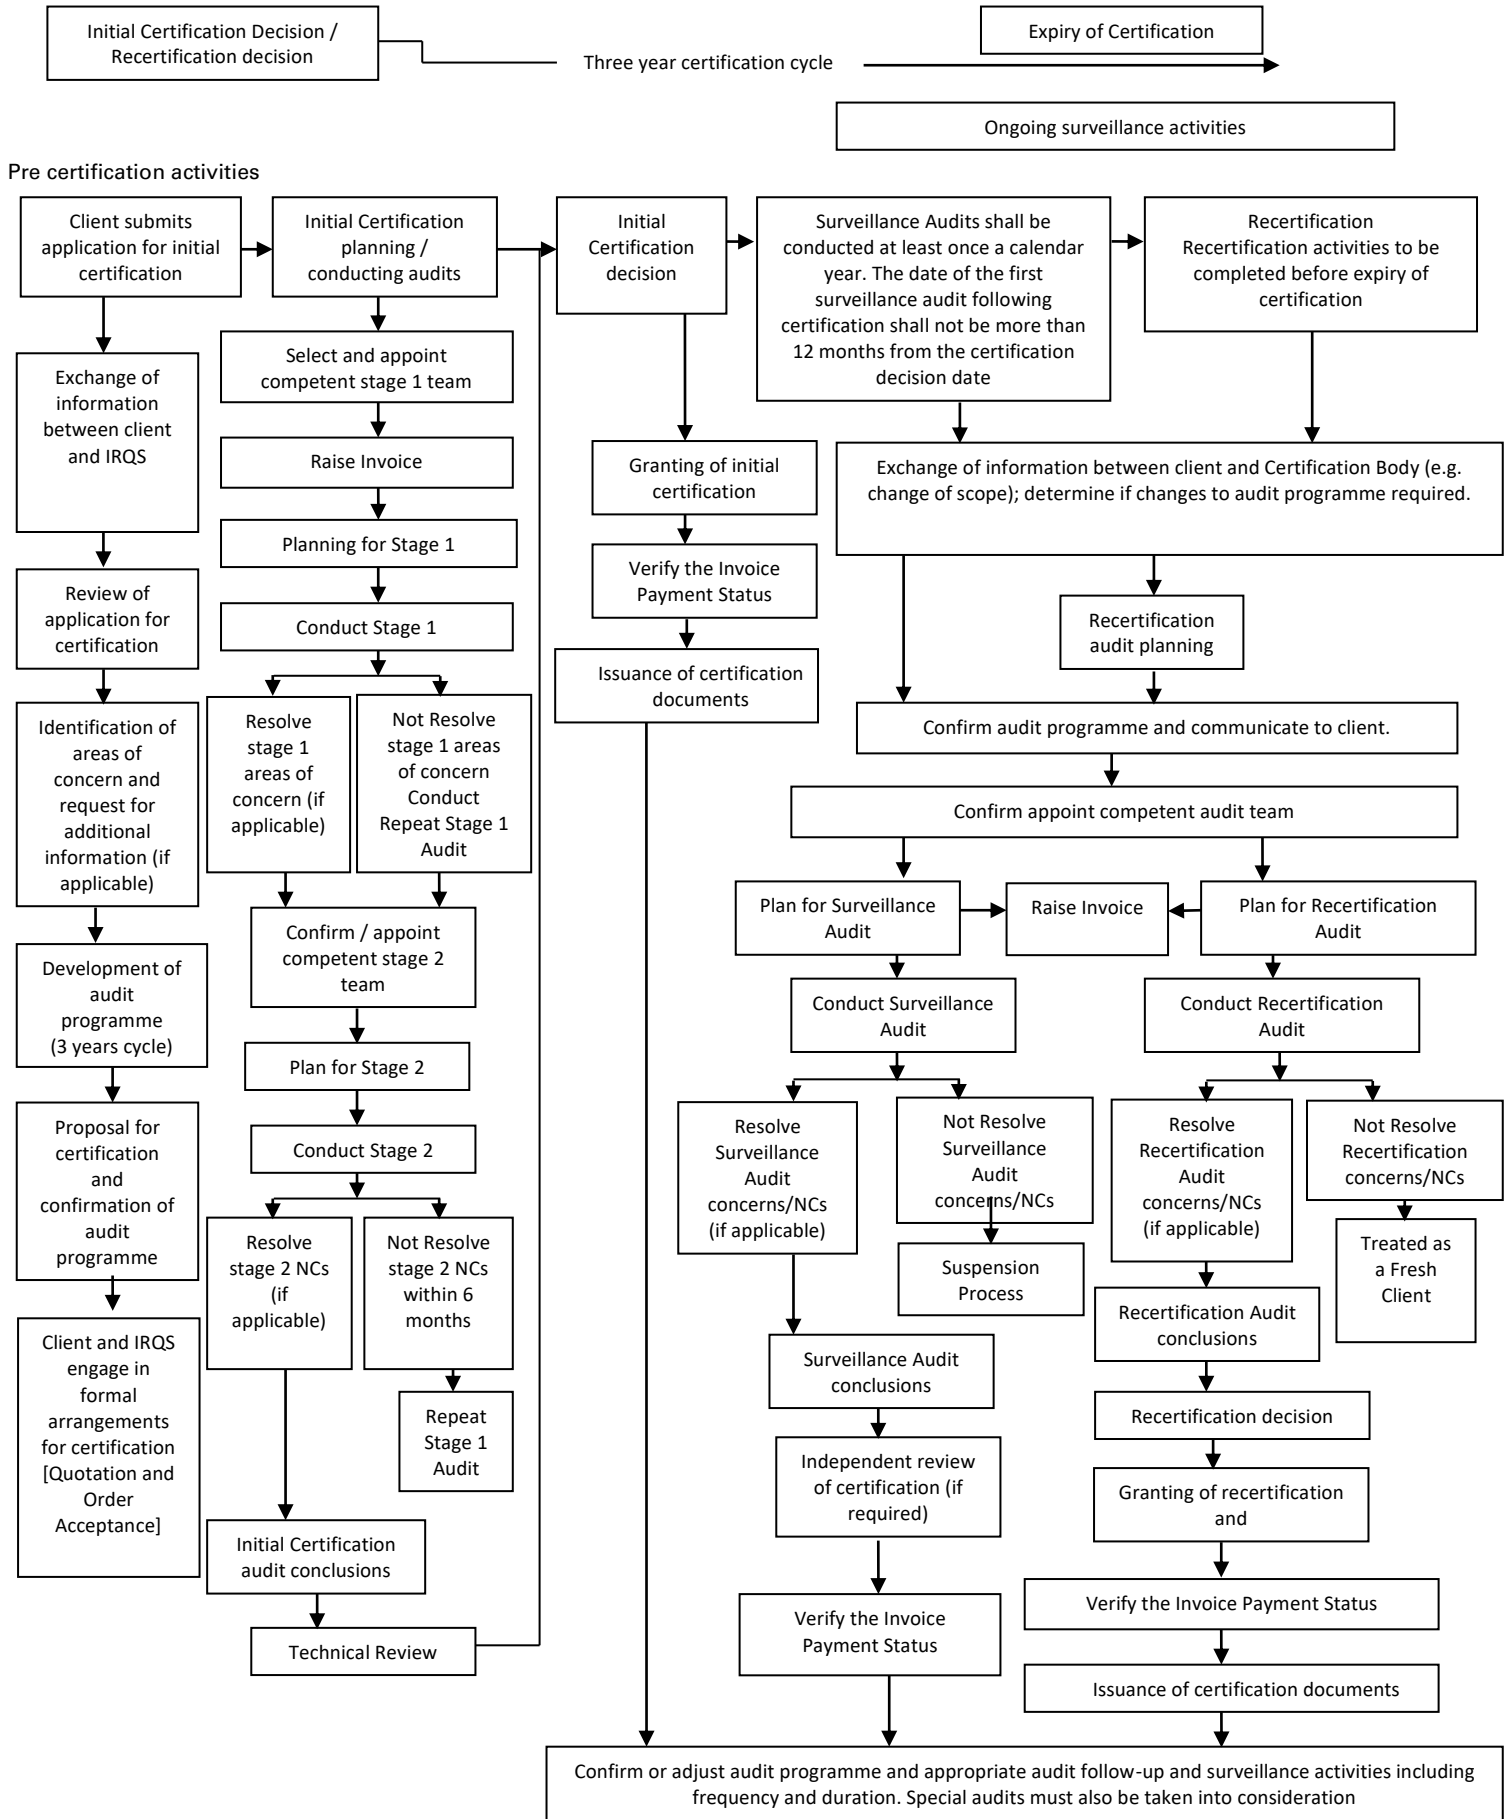 Initial Certification Decision /
Recertification decision
Expiry of Certification
Three year certification cycle
Ongoing surveillance activities
Pre certification activities
Client submits
application for initial
certification
Exchange of
information
between client
and IRQS
Review of
application for
certification
Identification of
areas of
concern and
request for
additional
information (if
applicable)
Development of
audit
programme
(3 years cycle)
Proposal for
certification
and
confirmation of
audit
programme
Client and IRQS
engage in
formal
arrangements
for certification
[Quotation and
Order
Acceptance]
Initial Certification
planning /
conducting audits
Select and appoint
competent stage 1 team
Raise Invoice
Planning for Stage 1
Conduct Stage 1
Resolve
stage 1
areas of
concern (if
applicable)
Not Resolve
stage 1 areas
of concern
Conduct
Repeat Stage 1
Audit
Confirm / appoint
competent stage 2
team
Plan for Stage 2
Conduct Stage 2
Resolve
stage 2 NCs
(if
applicable)
Not Resolve
stage 2 NCs
within 6
months
Repeat
Stage 1
Audit
Initial Certification
audit conclusions
Technical Review
Initial
Certification
decision
Granting of initial
certification
Verify the Invoice
Payment Status
Issuance of certification
documents
Surveillance Audits shall be
conducted at least once a calendar
year. The date of the first
surveillance audit following
certification shall not be more than
12 months from the certification
decision date
Recertification
Recertification activities to be
completed before expiry of
certification
Exchange of information between client and Certification Body (e.g.
change of scope); determine if changes to audit programme required.
Recertification
audit planning
Confirm audit programme and communicate to client.
Confirm appoint competent audit team
Plan for Surveillance
Audit
Raise Invoice
Plan for Recertification
Audit
Conduct Surveillance
Audit
Conduct Recertification
Audit
Resolve
Surveillance
Audit
concerns/NCs
(if applicable)
Not Resolve
Surveillance
Audit
concerns/NCs
Suspension
Process
Surveillance Audit
conclusions
Independent review
of certification (if
required)
Verify the Invoice
Payment Status
Resolve
Recertification
Audit
concerns/NCs
(if applicable)
Not Resolve
Recertification
concerns/NCs
Treated as
a Fresh
Client
Recertification Audit
conclusions
Recertification decision
Granting of recertification
and
Verify the Invoice Payment Status
Issuance of certification documents
Confirm or adjust audit programme and appropriate audit follow-up and surveillance activities including
frequency and duration. Special audits must also be taken into consideration